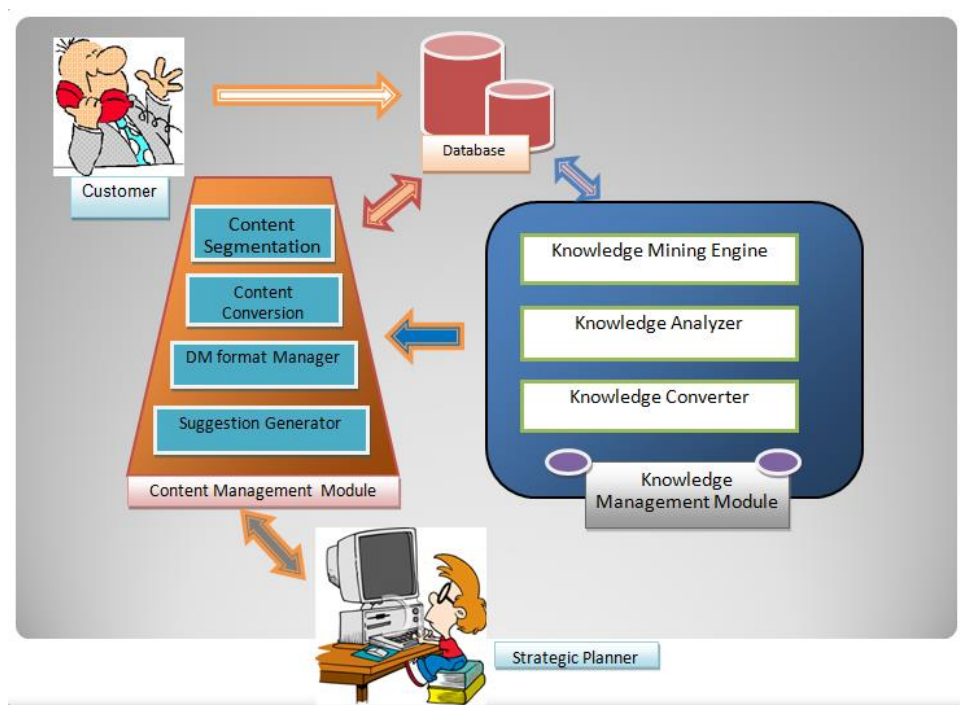 Customer
Database
Content
Segmentation
Content
Conversion
DM format Manager
Suggestion Generator
Content Management Module
Knowledge Mining Engine
Knowledge Analyzer
Knowledge Converter
Knowledge
Management Module
Strategic Planner